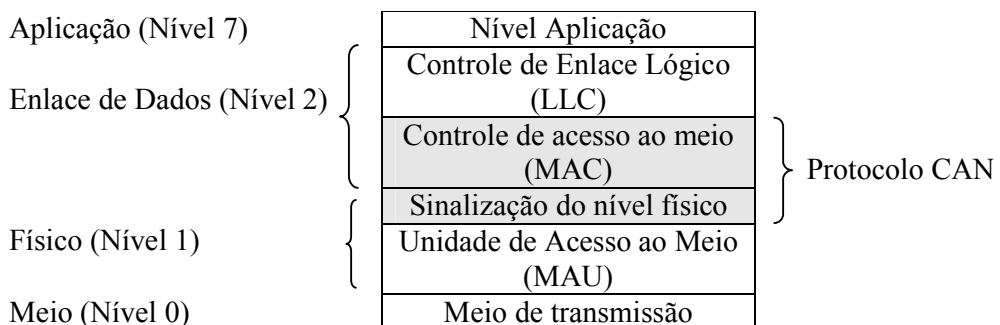 Aplicação (Nível 7)
Nível Aplicação
Controle de Enlace Lógico
(LLC)
Enlace de Dados (Nível 2)
Controle de acesso ao meio
(MAC)
Protocolo CAN
Sinalização do nível físico
Físico (Nível 1)
Unidade de Acesso ao Meio
(MAU)
Meio (Nível 0)
Meio de transmissão